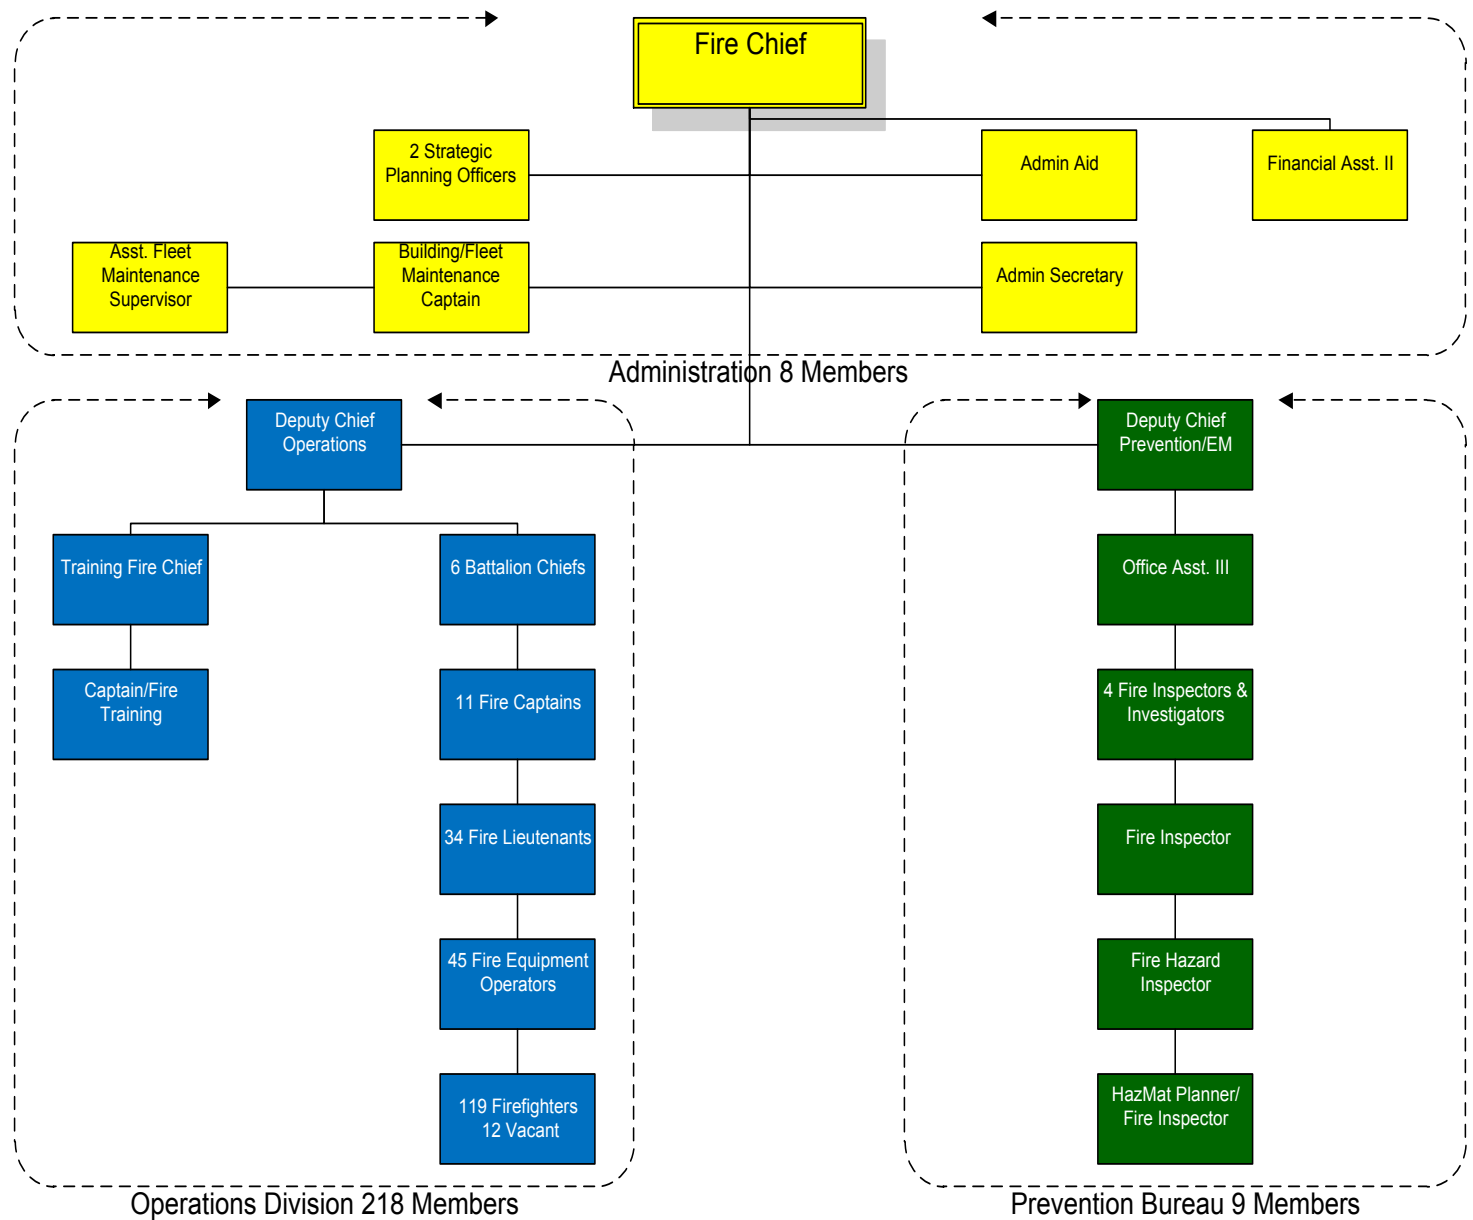 Fire Chief
2 Strategic
Planning Officers
Admin Aid
Financial Asst. II
Asst. Fleet
Maintenance
Supervisor
Building/Fleet
Maintenance
Captain
Admin Secretary
Administration 8 Members
Deputy Chief
Operations
Deputy Chief
Prevention/EM
Training Fire Chief
6 Battalion Chiefs
Office Asst. III
Captain/Fire
Training
11 Fire Captains
4 Fire Inspectors &
Investigators
34 Fire Lieutenants
Fire Inspector
45 Fire Equipment
Operators
Fire Hazard
Inspector
119 Firefighters
12 Vacant
HazMat Planner/
Fire Inspector
Operations Division 218 Members
Prevention Bureau 9 Members